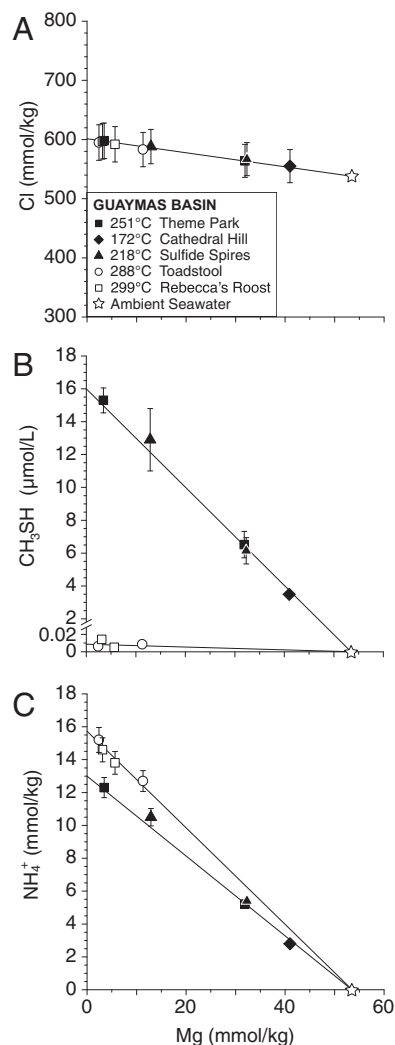 A
800
700
600
500
400
300
Cl (mmol/kg)
GUAYMAS BASIN
251°C Theme Park
172°C Cathedral Hill
218°C Sulfide Spires
288°C Toadstool
299°C Rebecca's Roost
Ambient Seawater
B
18
16
14
12
10
8
6
4
2
0.02
0
CH₃SH (µmol/L)
C
18
16
14
12
10
8
6
4
2
0
NH₄⁺ (mmol/kg)
0 20 40 60
Mg (mmol/kg)